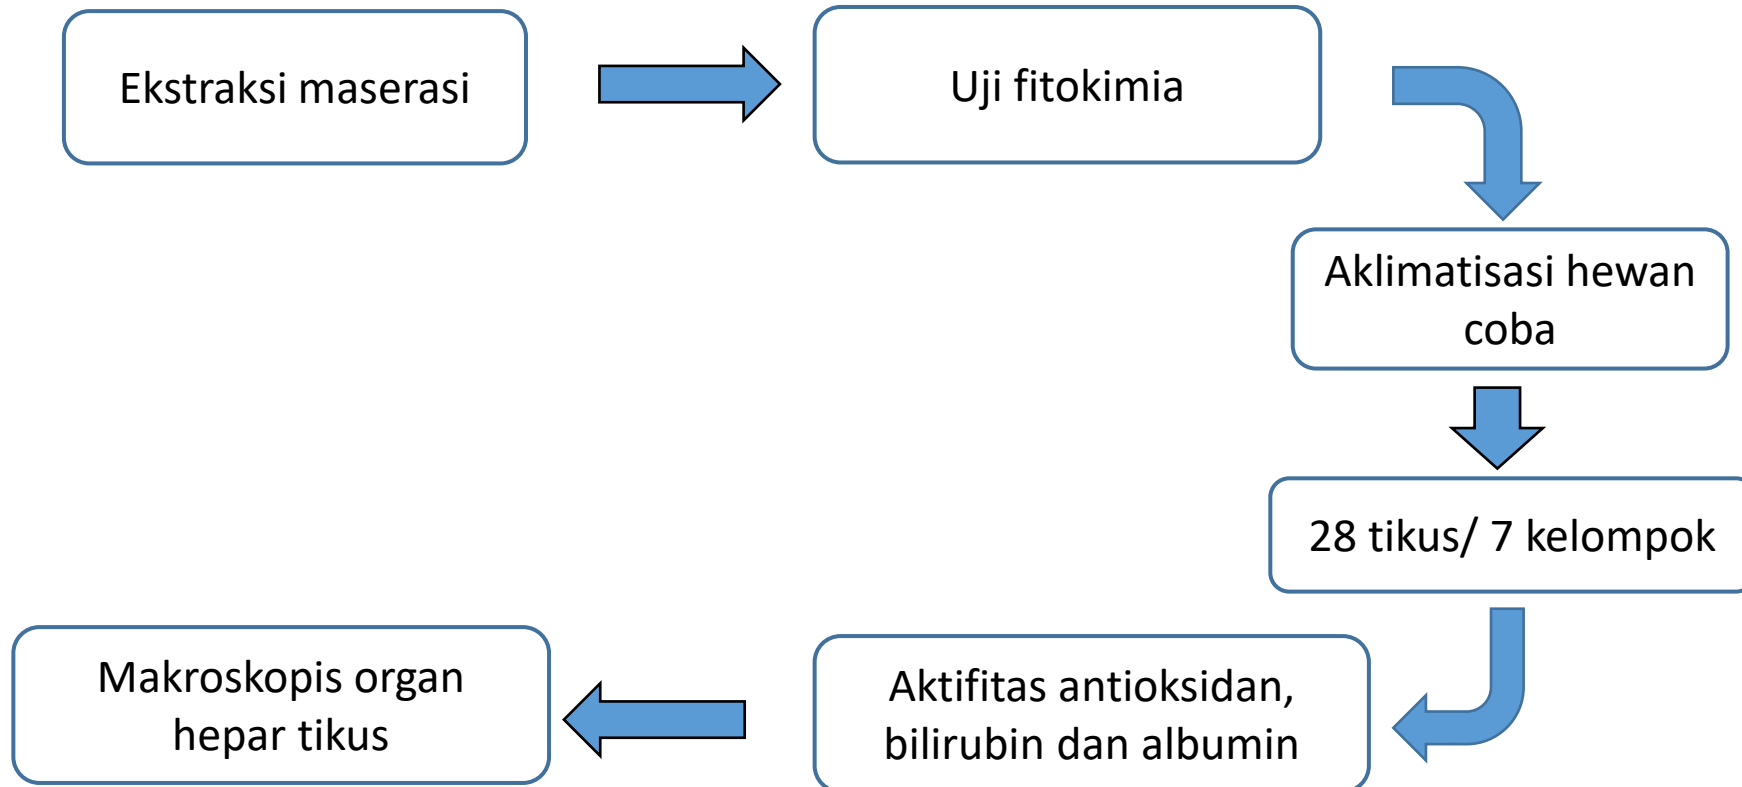 Ekstraksi maserasi
Uji fitokimia
Aklimatisasi hewan
coba
28 tikus/ 7 kelompok
Aktifitas antioksidan,
bilirubin dan albumin
Makroskopis organ
hepar tikus